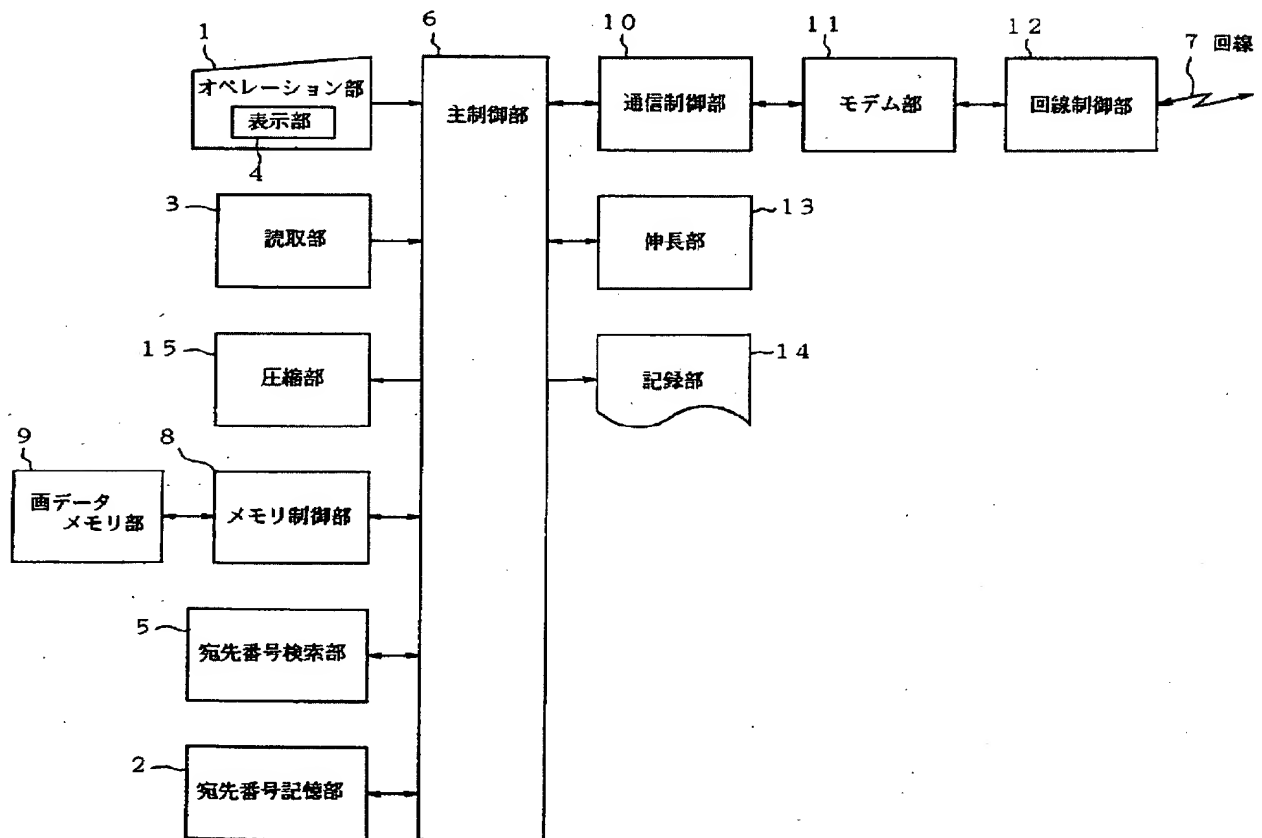 1
オペレーション部
表示部
4
6
主制御部
10
通信制御部
11
モデム部
12
回線制御部
7 回線
3
読取部
13
伸長部
15
圧縮部
14
記録部
9
画データ
メモリ部
8
メモリ制御部
5
宛先番号検索部
2
宛先番号記憶部